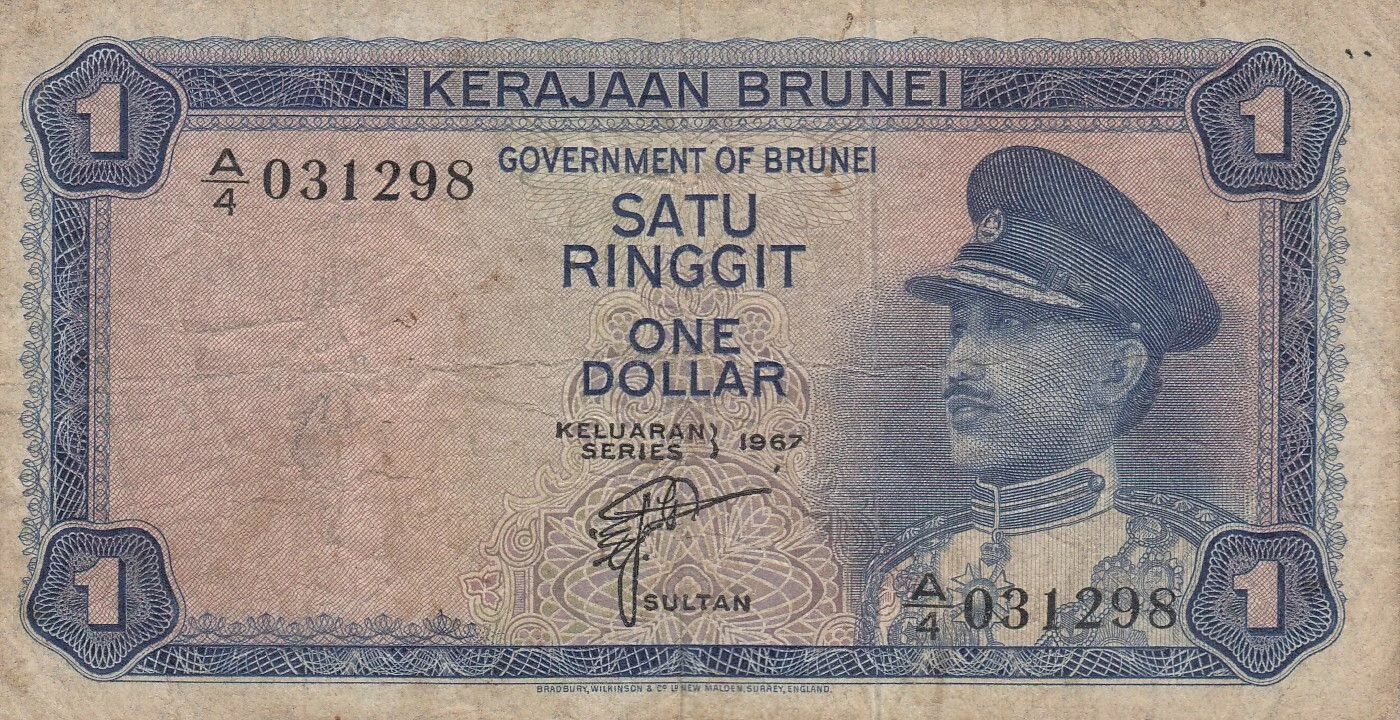 1
KERAJAAN BRUNEI
1
A/4 031298
GOVERNMENT OF BRUNEI
SATU
RINGGIT
ONE
DOLLAR
KELUARAN
SERIES } 1967
SULTAN
A/4 031298
1
1
BRADBURY, WILKINSON & Co Ld NEW MALDEN, SURREY, ENGLAND.